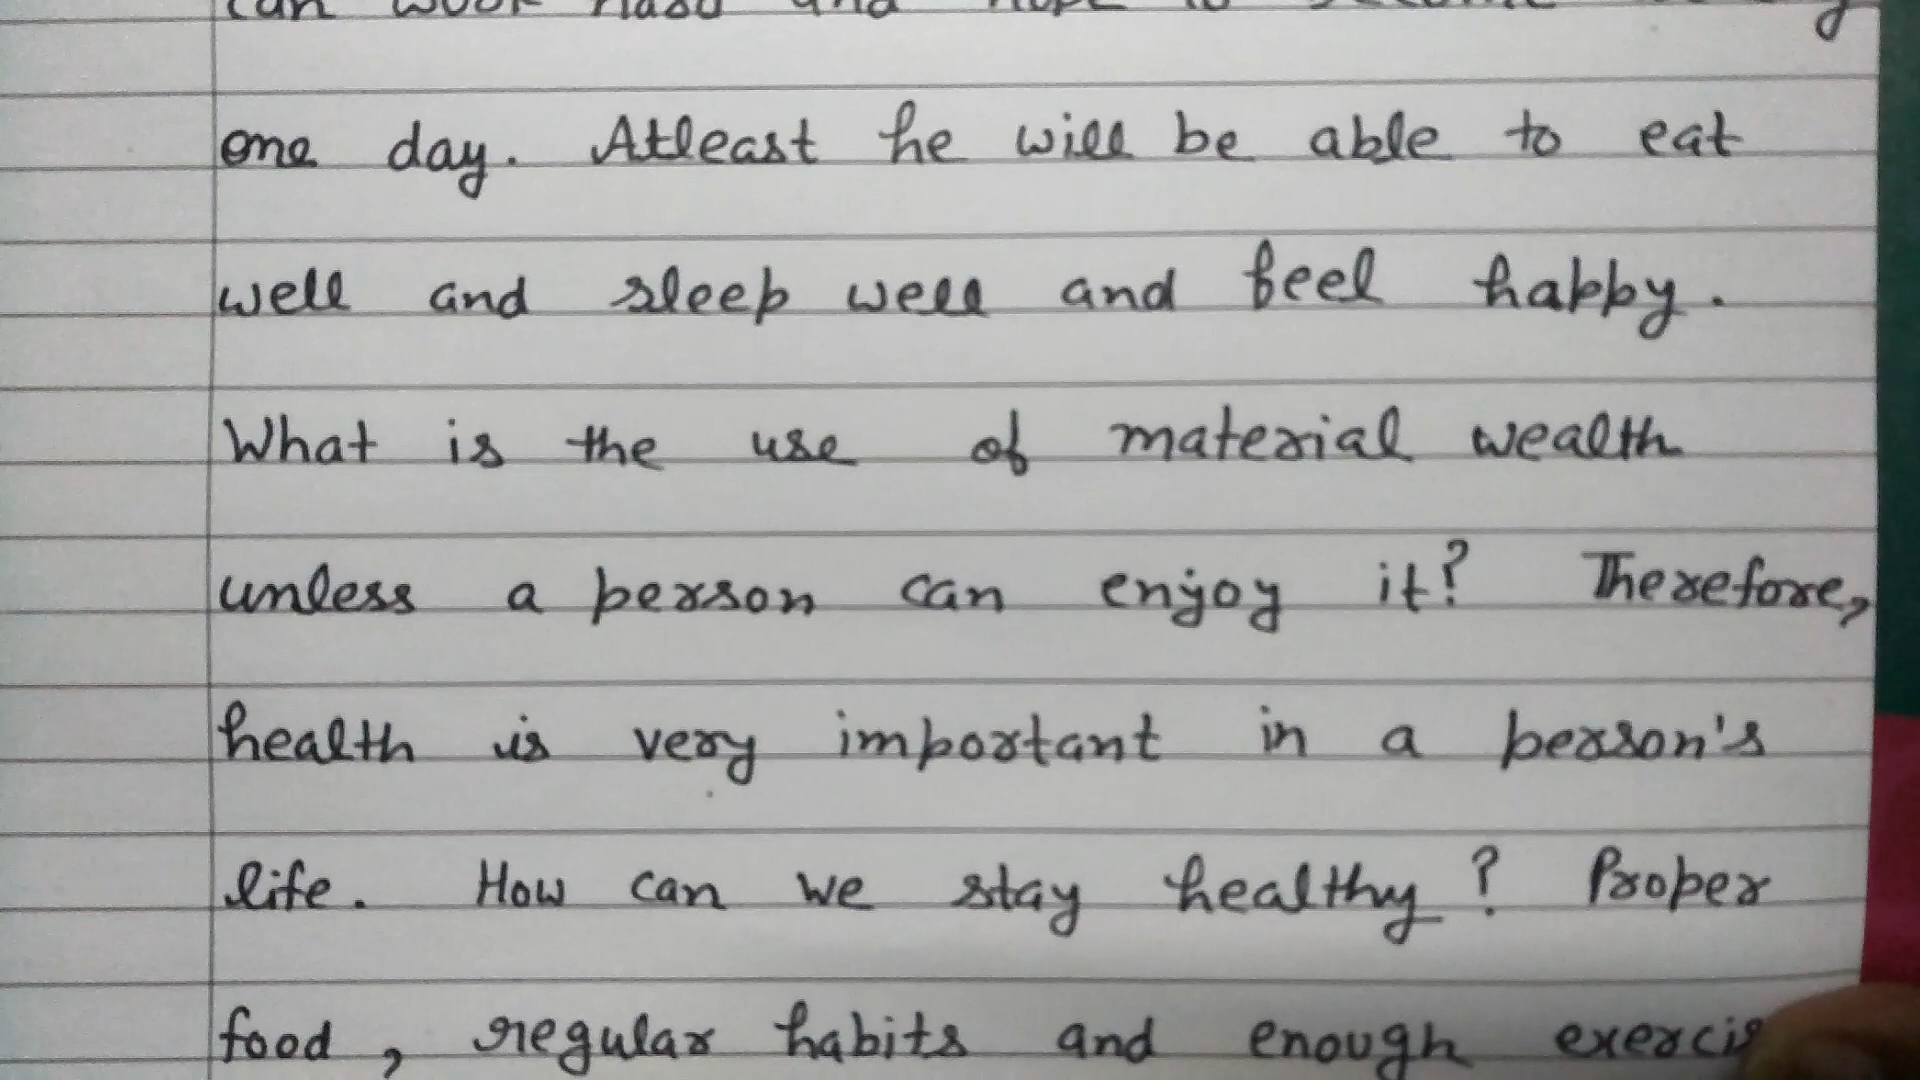 one day. Atleast he will be able to eat
well and sleep well and feel happy.
What is the use of material wealth
unless a person can enjoy it? Therefore,
health is very important in a person's
life. How can we stay healthy? Proper
food, regular habits and enough